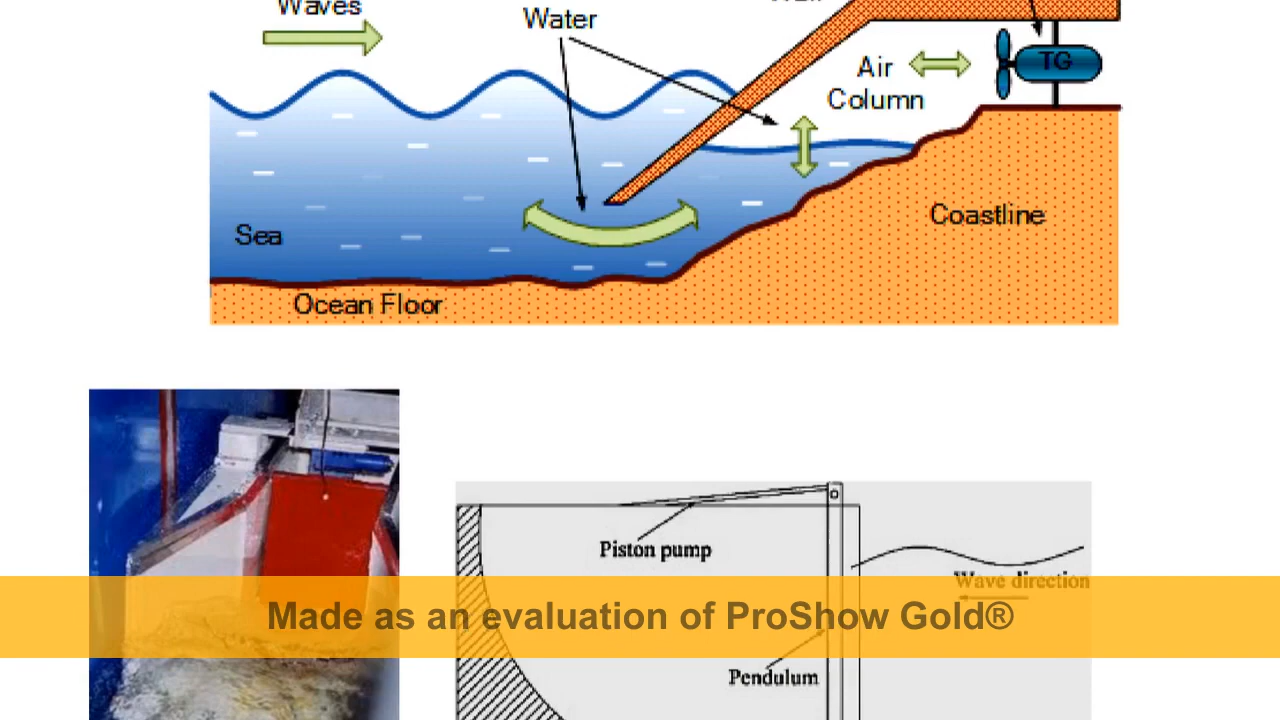 Waves
Water
Air
Column
TG
Sea
Coastline
Ocean Floor
Piston pump
Wave direction
Made as an evaluation of ProShow Gold®
Pendulum